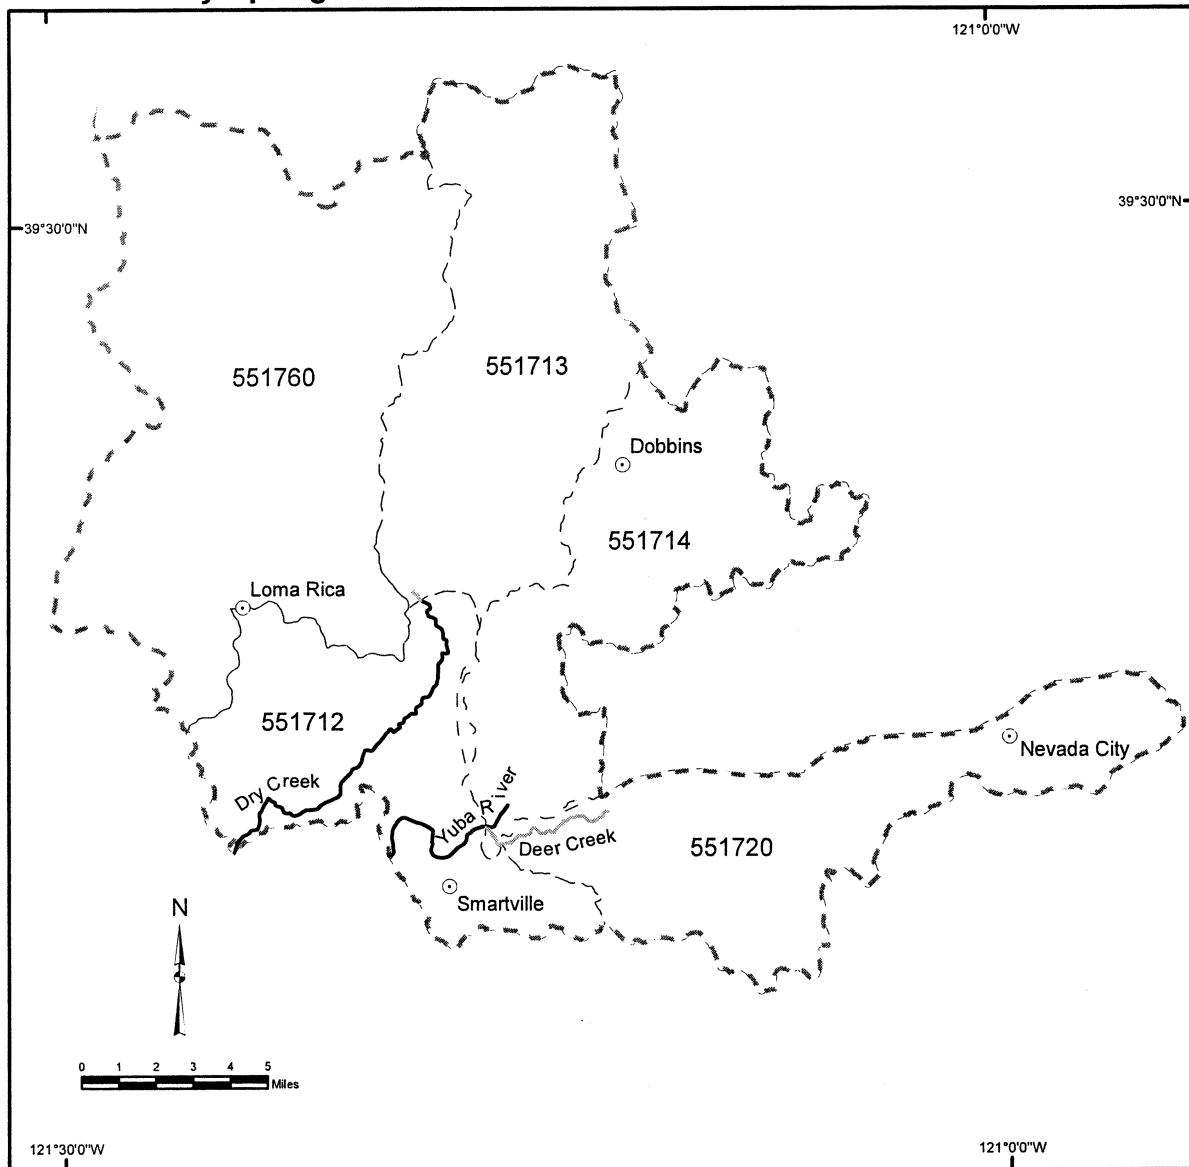 121°0'0"W
39°30'0"N
39°30'0"N
551760
551713
Dobbins
551714
Loma Rica
551712
Nevada City
Dry Creek
Yuba River
Deer Creek
551720
Smartville
N
0 1 2 3 4 5
Miles
121°30'0"W
121°0'0"W